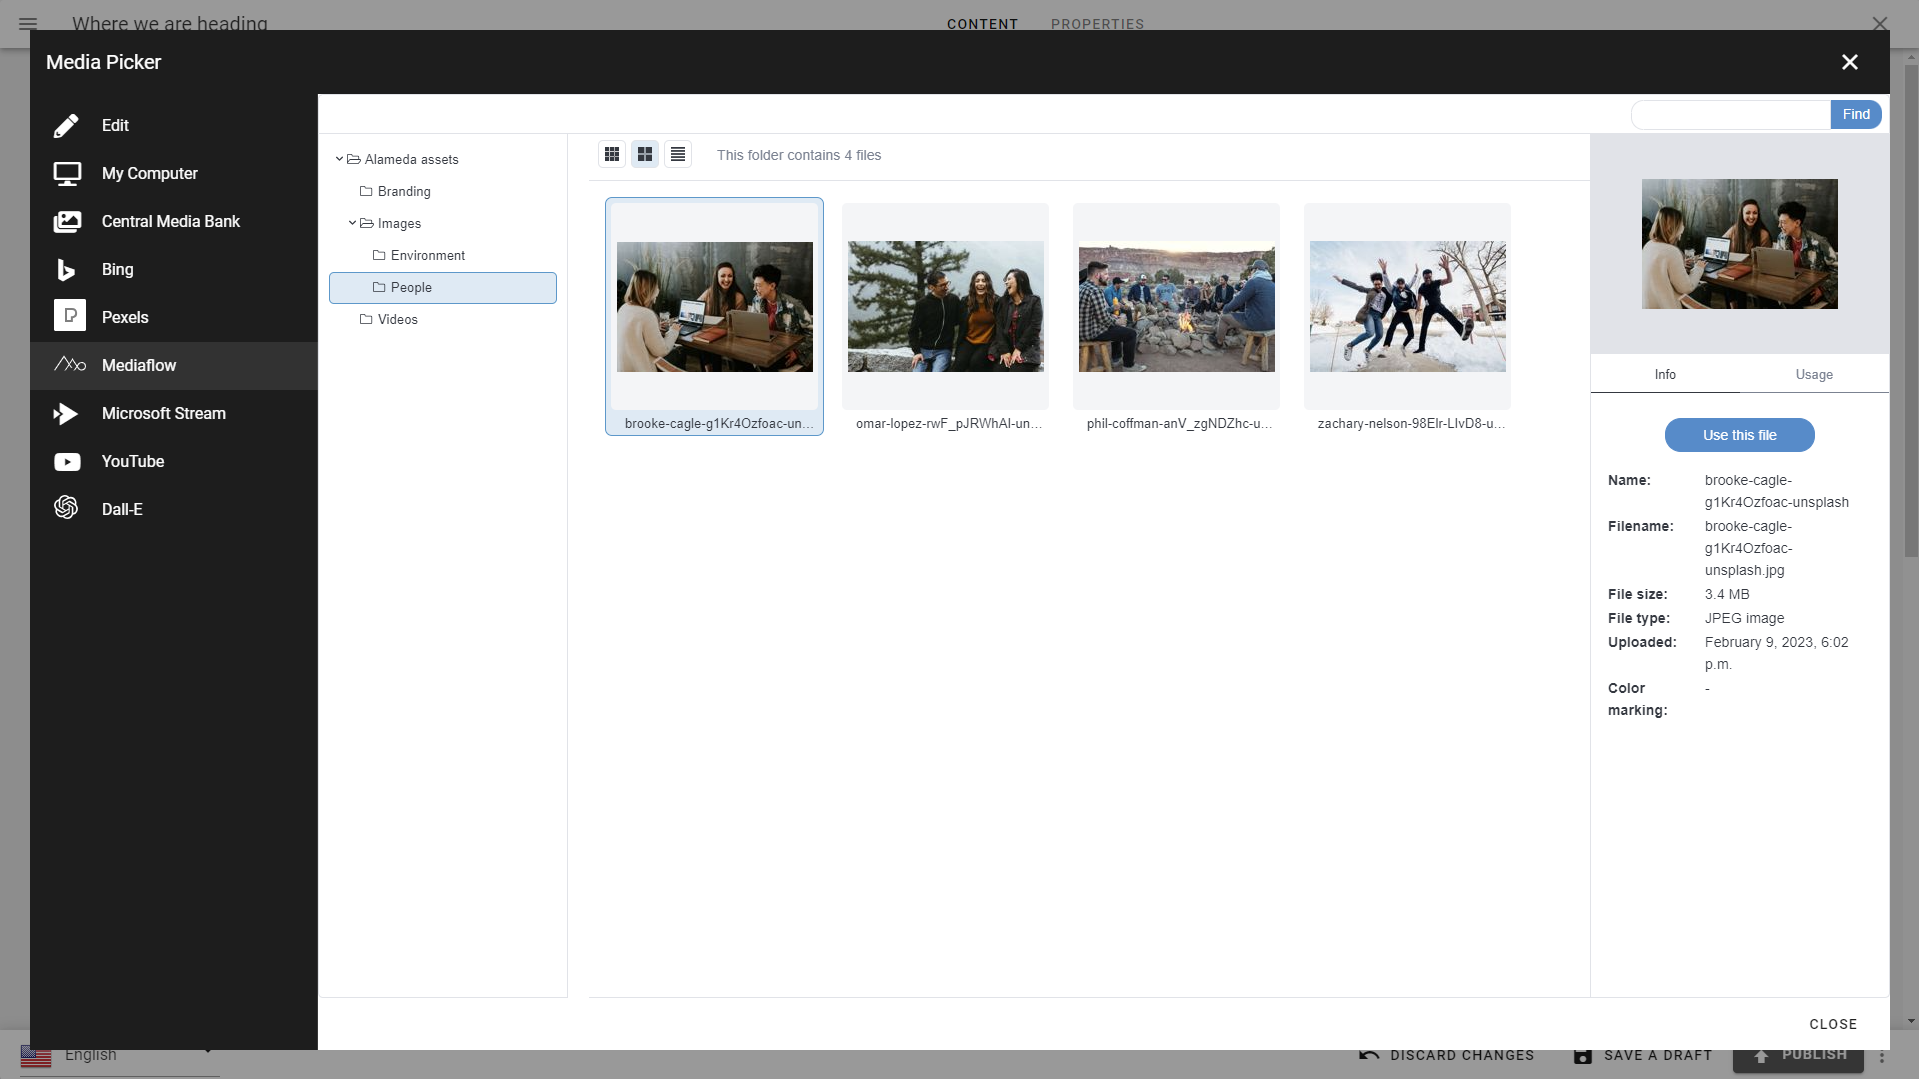 Where we are heading
CONTENT
PROPERTIES
Media Picker
Edit
My Computer
Central Media Bank
Bing
Pexels
Mediaflow
Microsoft Stream
YouTube
Dall-E
Find
Alameda assets
Branding
Images
Environment
People
Videos
This folder contains 4 files
brooke-cagle-g1Kr4Ozfoac-un...
omar-lopez-rwF_pJRWhAI-un...
phil-coffman-anV_zgNDZhc-u...
zachary-nelson-98Elr-LIvD8-u...
Info
Usage
Use this file
Name:
brooke-cagle-
g1Kr4Ozfoac-unsplash
Filename:
brooke-cagle-
g1Kr4Ozfoac-
unsplash.jpg
File size:
3.4 MB
File type:
JPEG image
Uploaded:
February 9, 2023, 6:02
p.m.
Color
marking:
-
CLOSE
English
DISCARD CHANGES
SAVE A DRAFT
PUBLISH